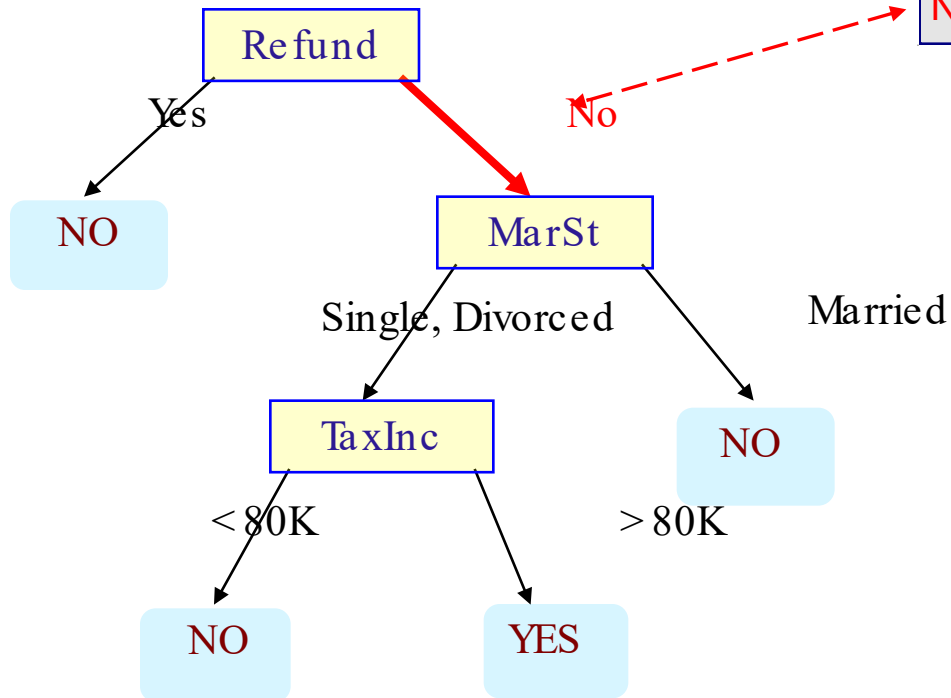 Refund
Yes
No
NO
MarSt
Single, Divorced
Married
TaxInc
NO
< 80K
> 80K
NO
YES